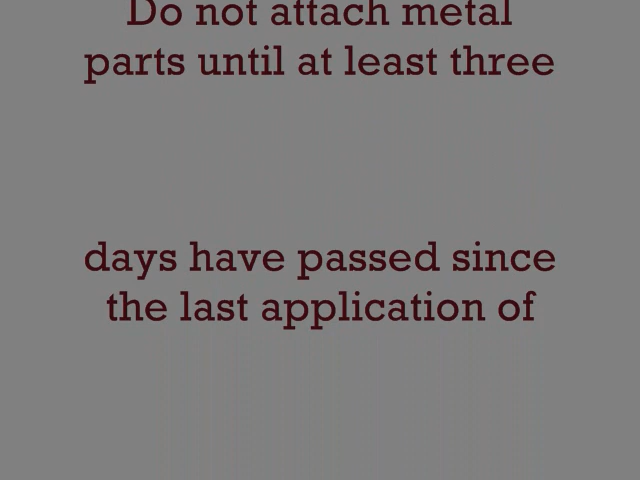 Do not attach metal
parts until at least three
days have passed since
the last application of